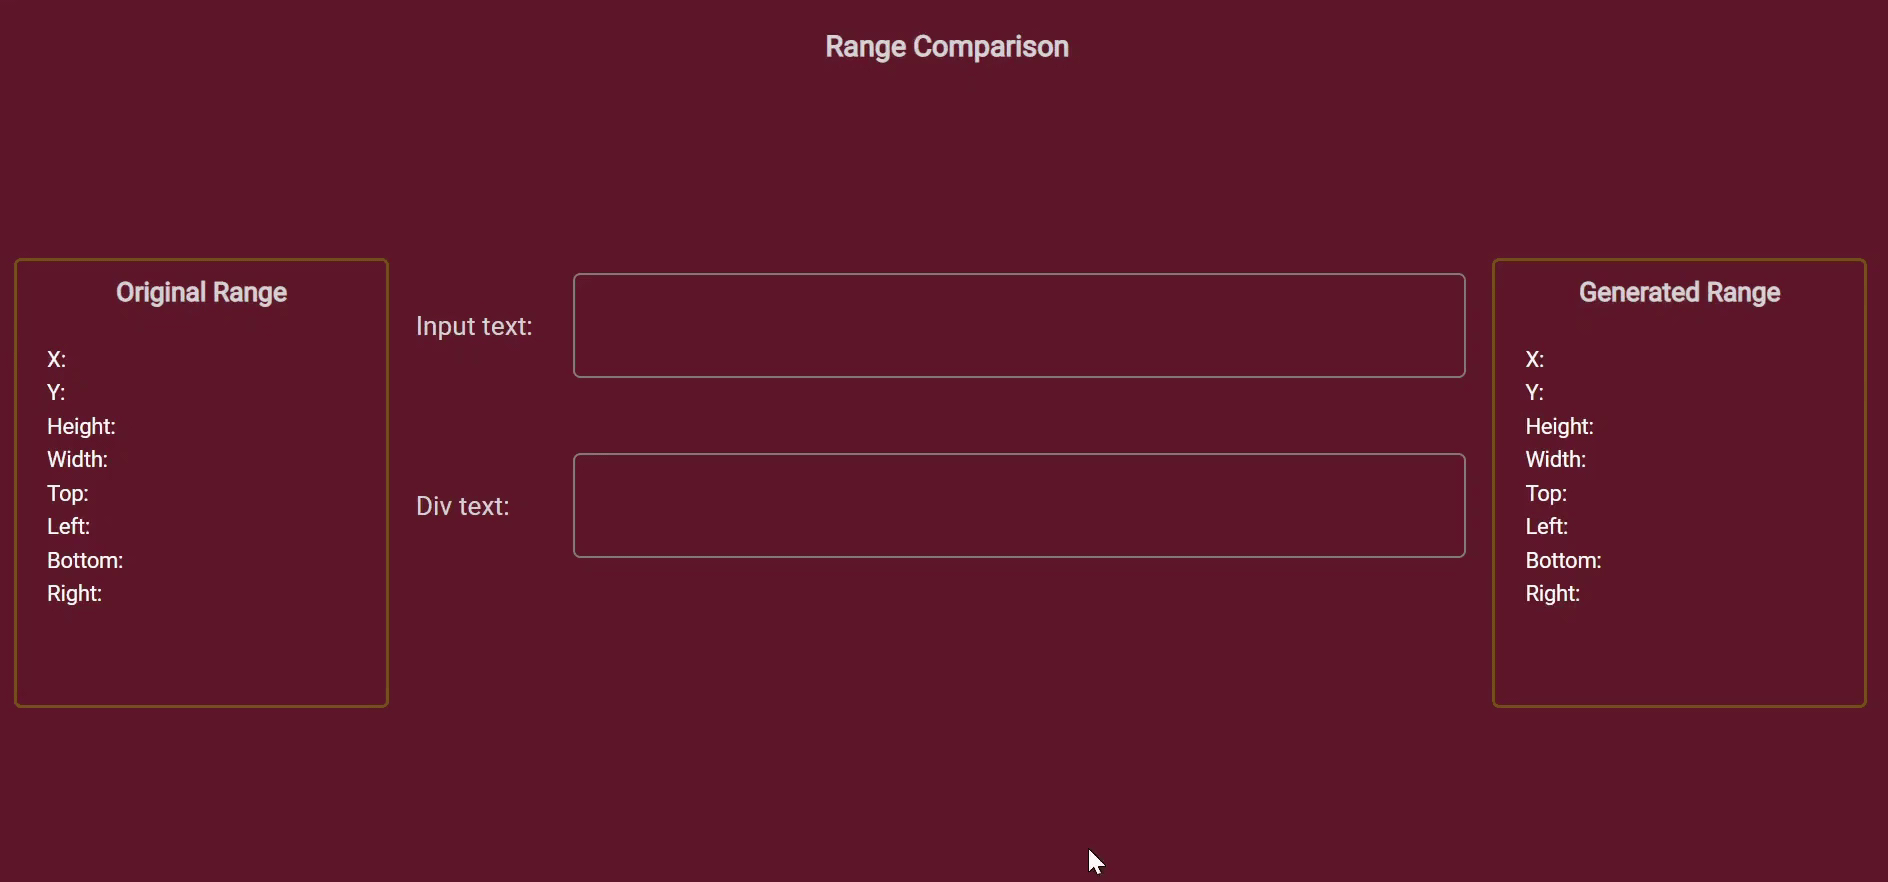 Range Comparison
Original Range
X:
Y:
Height:
Width:
Top:
Left:
Bottom:
Right:
Input text:
Div text:
Generated Range
X:
Y:
Height:
Width:
Top:
Left:
Bottom:
Right: